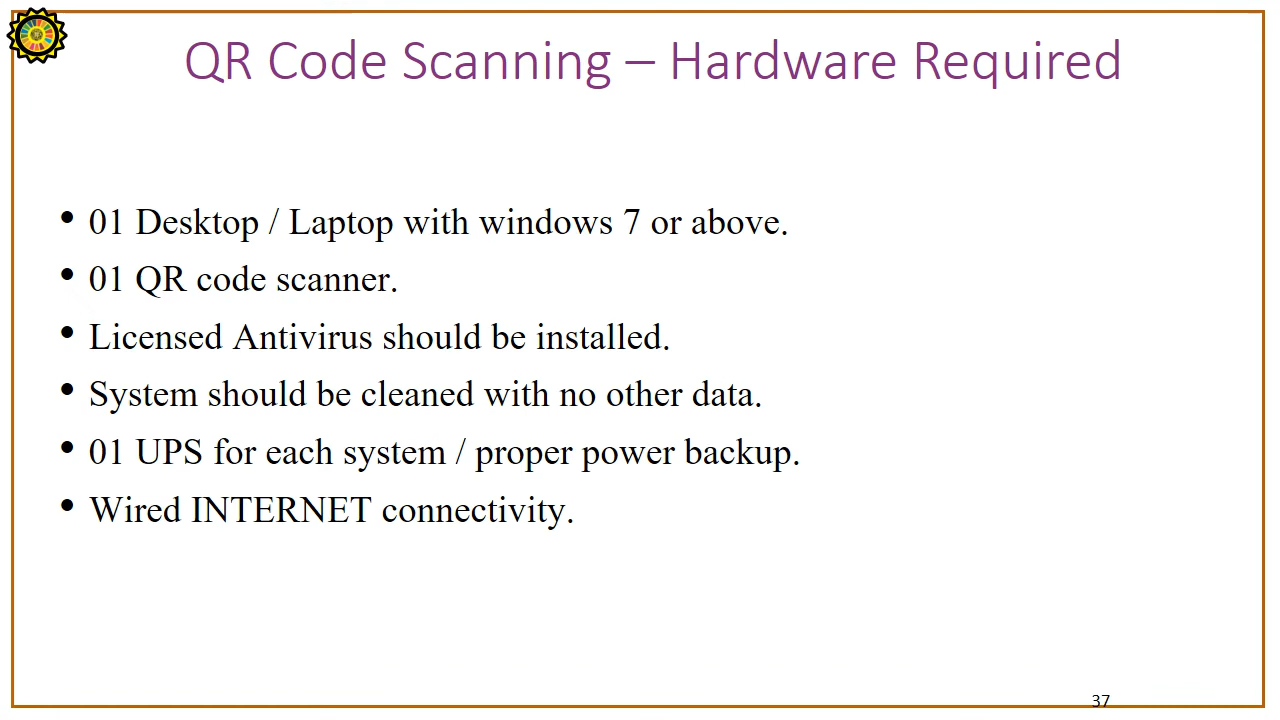 QR Code Scanning – Hardware Required
• 01 Desktop / Laptop with windows 7 or above.
• 01 QR code scanner.
• Licensed Antivirus should be installed.
• System should be cleaned with no other data.
• 01 UPS for each system / proper power backup.
• Wired INTERNET connectivity.
37